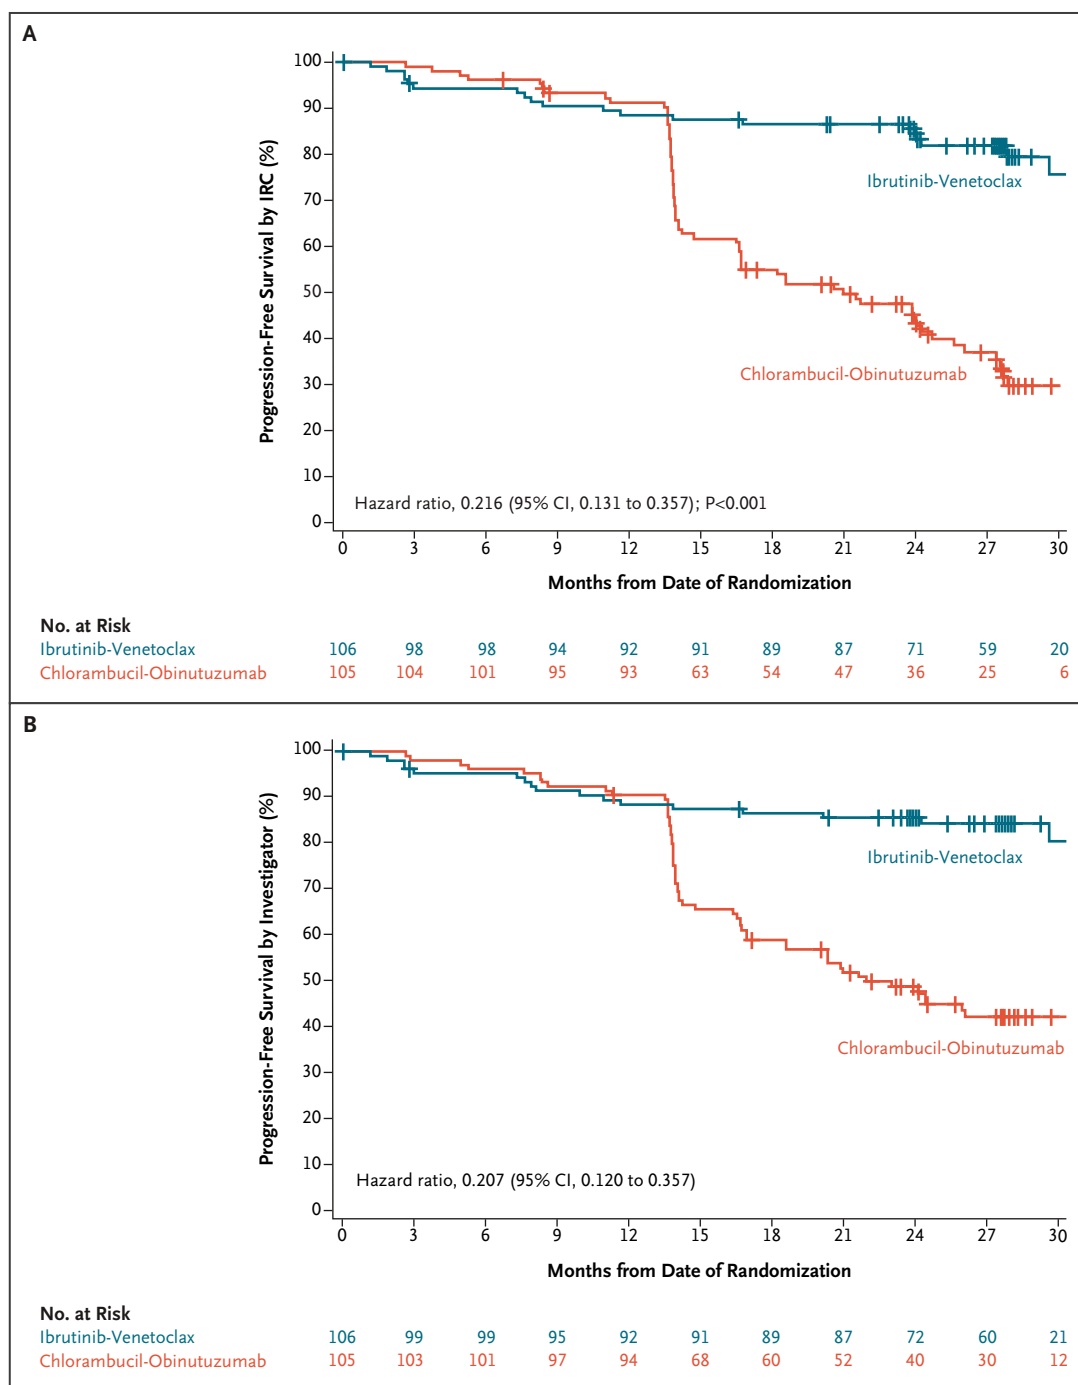 A
Progression-Free Survival by IRC (%)
100
90
80
70
60
50
40
30
20
10
0
Ibrutinib-Venetoclax
Chlorambucil-Obinutuzumab
Hazard ratio, 0.216 (95% CI, 0.131 to 0.357); P<0.001
0 3 6 9 12 15 18 21 24 27 30
Months from Date of Randomization
No. at Risk
Ibrutinib-Venetoclax 106 98 98 94 92 91 89 87 71 59 20
Chlorambucil-Obinutuzumab 105 104 101 95 93 63 54 47 36 25 6
B
Progression-Free Survival by Investigator (%)
100
90
80
70
60
50
40
30
20
10
0
Ibrutinib-Venetoclax
Chlorambucil-Obinutuzumab
Hazard ratio, 0.207 (95% CI, 0.120 to 0.357)
0 3 6 9 12 15 18 21 24 27 30
Months from Date of Randomization
No. at Risk
Ibrutinib-Venetoclax 106 99 99 95 92 91 89 87 72 60 21
Chlorambucil-Obinutuzumab 105 103 101 97 94 68 60 52 40 30 12